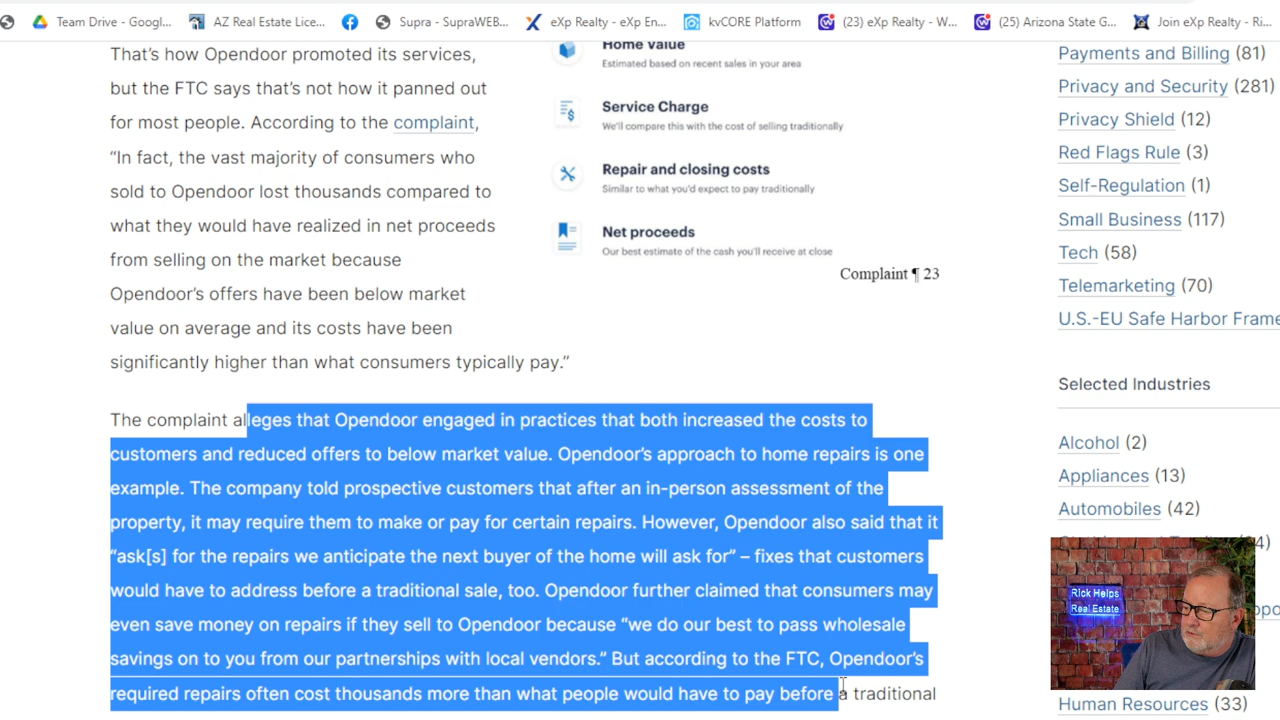 Team Drive - Googl...
AZ Real Estate Lice...
Supra - SupraWEB...
eXp Realty - eXp En...
kvCORE Platform
(23) eXp Realty - W...
(25) Arizona State G...
Join eXp Realty - Ri...
That's how Opendoor promoted its services,
but the FTC says that's not how it panned out
for most people. According to the complaint,
“In fact, the vast majority of consumers who
sold to Opendoor lost thousands compared to
what they would have realized in net proceeds
from selling on the market because
Opendoor's offers have been below market
value on average and its costs have been
significantly higher than what consumers typically pay.”
Home Value
Estimated based on recent sales in your area
Service Charge
We'll compare this with the cost of selling traditionally
Repair and closing costs
Similar to what you'd expect to pay traditionally
Net proceeds
Our best estimate of the cash you'll receive at close
Complaint ¶ 23
The complaint alleges that Opendoor engaged in practices that both increased the costs to
customers and reduced offers to below market value. Opendoor's approach to home repairs is one
example. The company told prospective customers that after an in-person assessment of the
property, it may require them to make or pay for certain repairs. However, Opendoor also said that it
“ask[s] for the repairs we anticipate the next buyer of the home will ask for” – fixes that customers
would have to address before a traditional sale, too. Opendoor further claimed that consumers may
even save money on repairs if they sell to Opendoor because “we do our best to pass wholesale
savings on to you from our partnerships with local vendors.” But according to the FTC, Opendoor's
required repairs often cost thousands more than what people would have to pay before a traditional
Payments and Billing (81)
Privacy and Security (281)
Privacy Shield (12)
Red Flags Rule (3)
Self-Regulation (1)
Small Business (117)
Tech (58)
Telemarketing (70)
U.S.-EU Safe Harbor Frame
Selected Industries
Alcohol (2)
Appliances (13)
Automobiles (42)
Rick Helps
Real Estate
Human Resources (33)